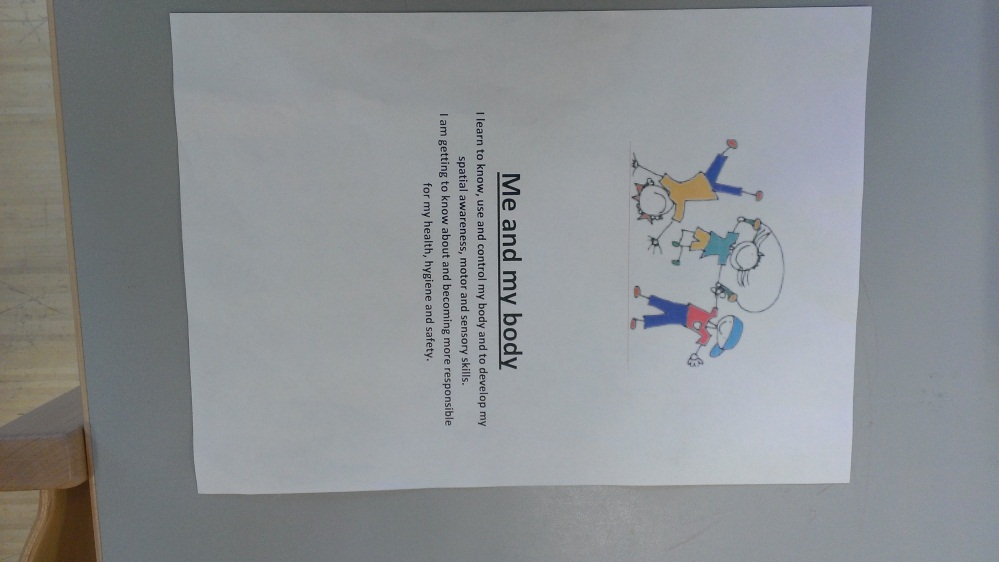 Me and my body
I learn to know, use and control my body and to develop my
spatial awareness, motor and sensory skills.
I am getting to know about and becoming more responsible
for my health, hygiene and safety.